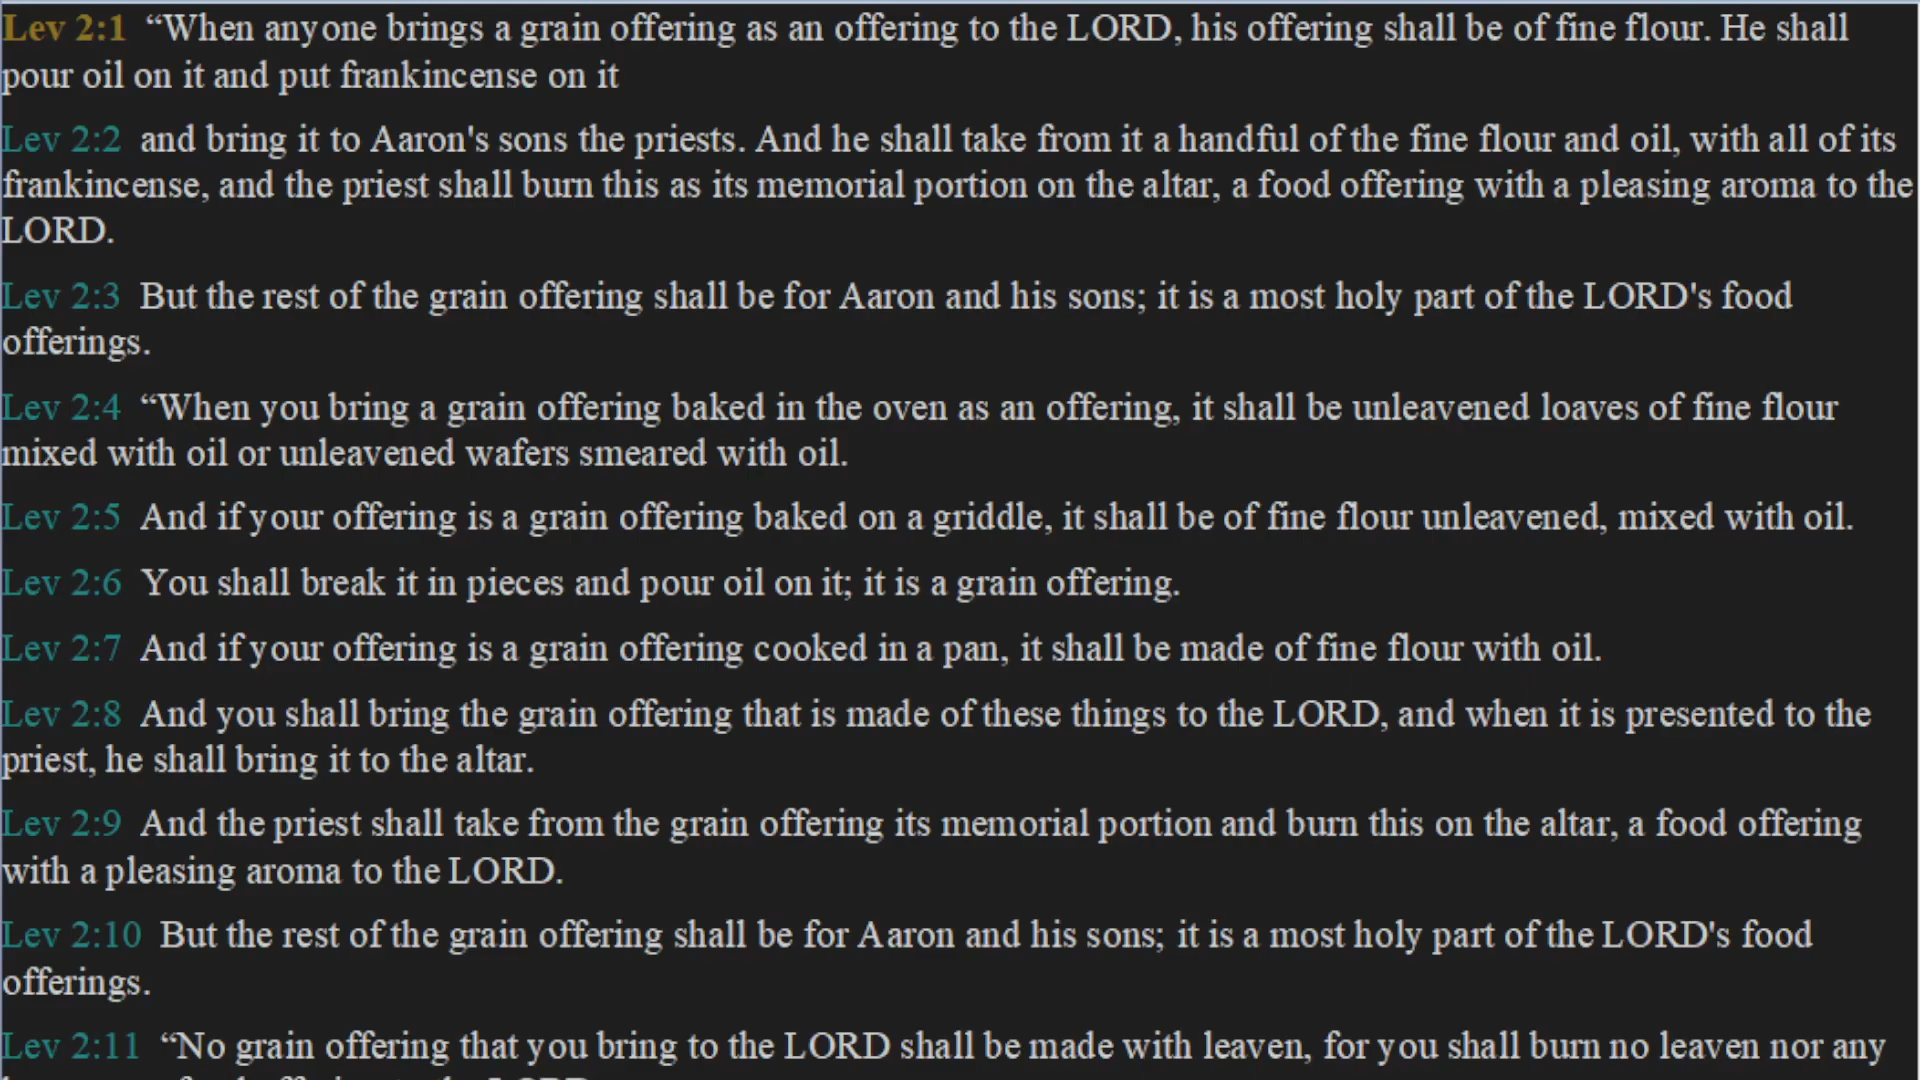 Lev 2:1 “When anyone brings a grain offering as an offering to the LORD, his offering shall be of fine flour. He shall
pour oil on it and put frankincense on it
Lev 2:2 and bring it to Aaron's sons the priests. And he shall take from it a handful of the fine flour and oil, with all of its
frankincense, and the priest shall burn this as its memorial portion on the altar, a food offering with a pleasing aroma to the
LORD.
Lev 2:3 But the rest of the grain offering shall be for Aaron and his sons; it is a most holy part of the LORD's food
offerings.
Lev 2:4 “When you bring a grain offering baked in the oven as an offering, it shall be unleavened loaves of fine flour
mixed with oil or unleavened wafers smeared with oil.
Lev 2:5 And if your offering is a grain offering baked on a griddle, it shall be of fine flour unleavened, mixed with oil.
Lev 2:6 You shall break it in pieces and pour oil on it; it is a grain offering.
Lev 2:7 And if your offering is a grain offering cooked in a pan, it shall be made of fine flour with oil.
Lev 2:8 And you shall bring the grain offering that is made of these things to the LORD, and when it is presented to the
priest, he shall bring it to the altar.
Lev 2:9 And the priest shall take from the grain offering its memorial portion and burn this on the altar, a food offering
with a pleasing aroma to the LORD.
Lev 2:10 But the rest of the grain offering shall be for Aaron and his sons; it is a most holy part of the LORD's food
offerings.
Lev 2:11 “No grain offering that you bring to the LORD shall be made with leaven, for you shall burn no leaven nor any